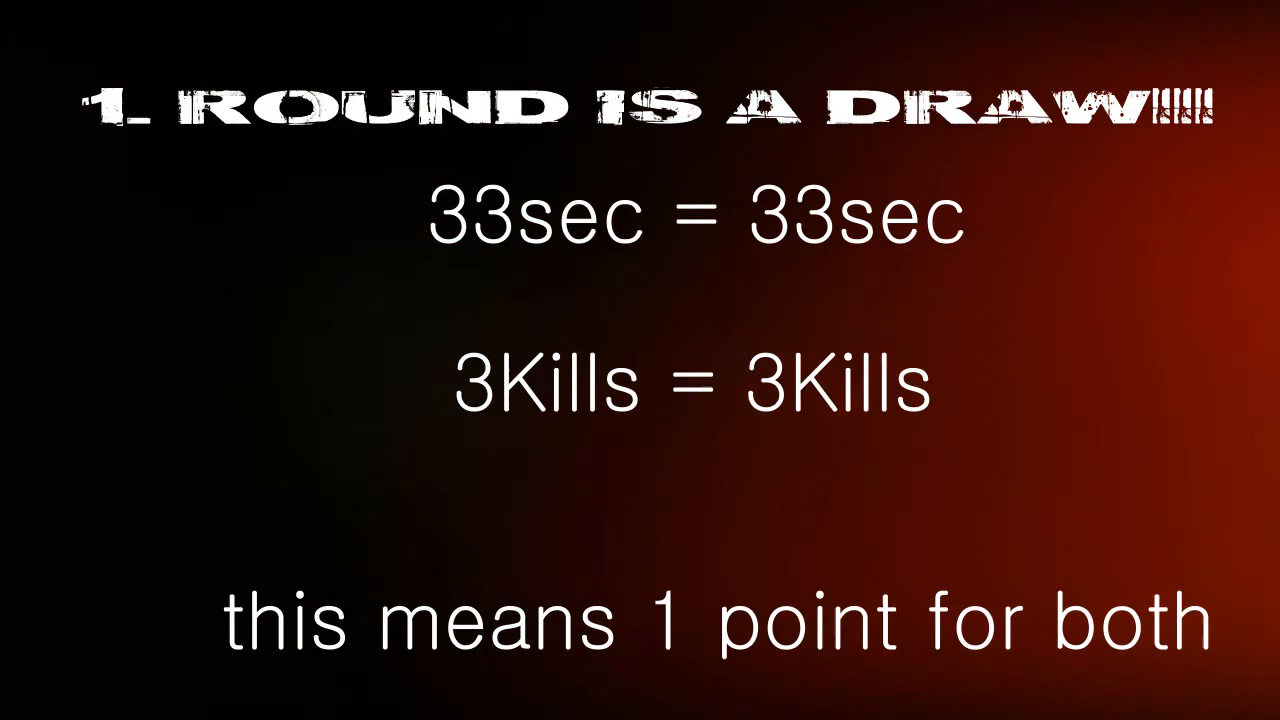 1. ROUND IS A DRAW!!!!!
33sec = 33sec
3Kills = 3Kills
this means 1 point for both